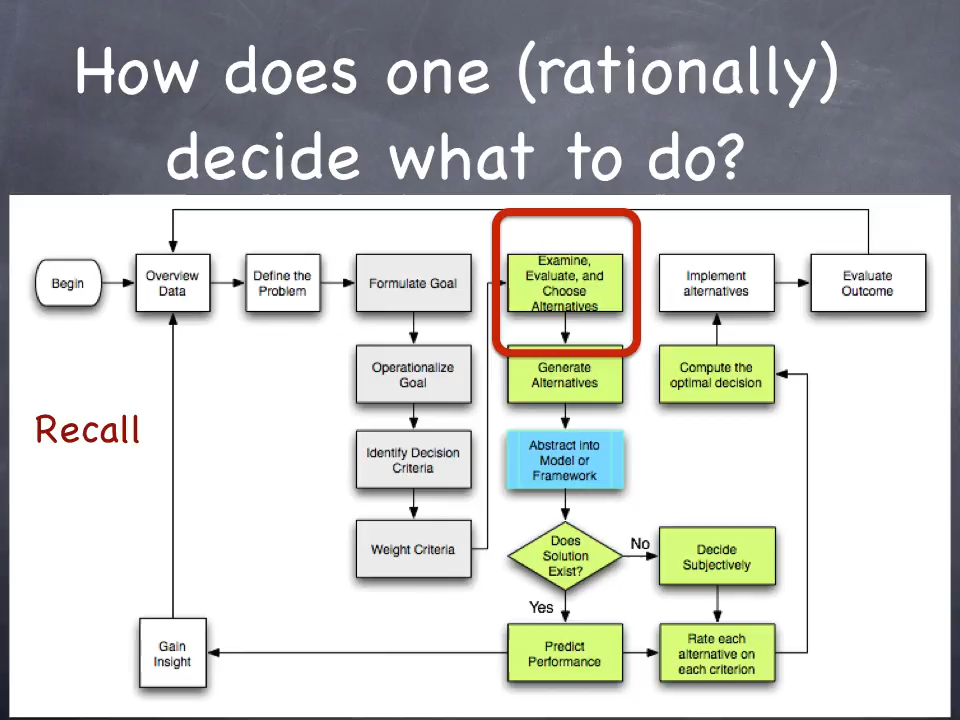 How does one (rationally)
decide what to do?
Begin
Overview
Data
Define the
Problem
Formulate Goal
Examine,
Evaluate, and
Choose
Alternatives
Implement
alternatives
Evaluate
Outcome
Operationalize
Goal
Generate
Alternatives
Compute the
optimal decision
Recall
Identify Decision
Criteria
Abstract into
Model or
Framework
Weight Criteria
Does
Solution
Exist?
No
Decide
Subjectively
Yes
Gain
Insight
Predict
Performance
Rate each
alternative on
each criterion